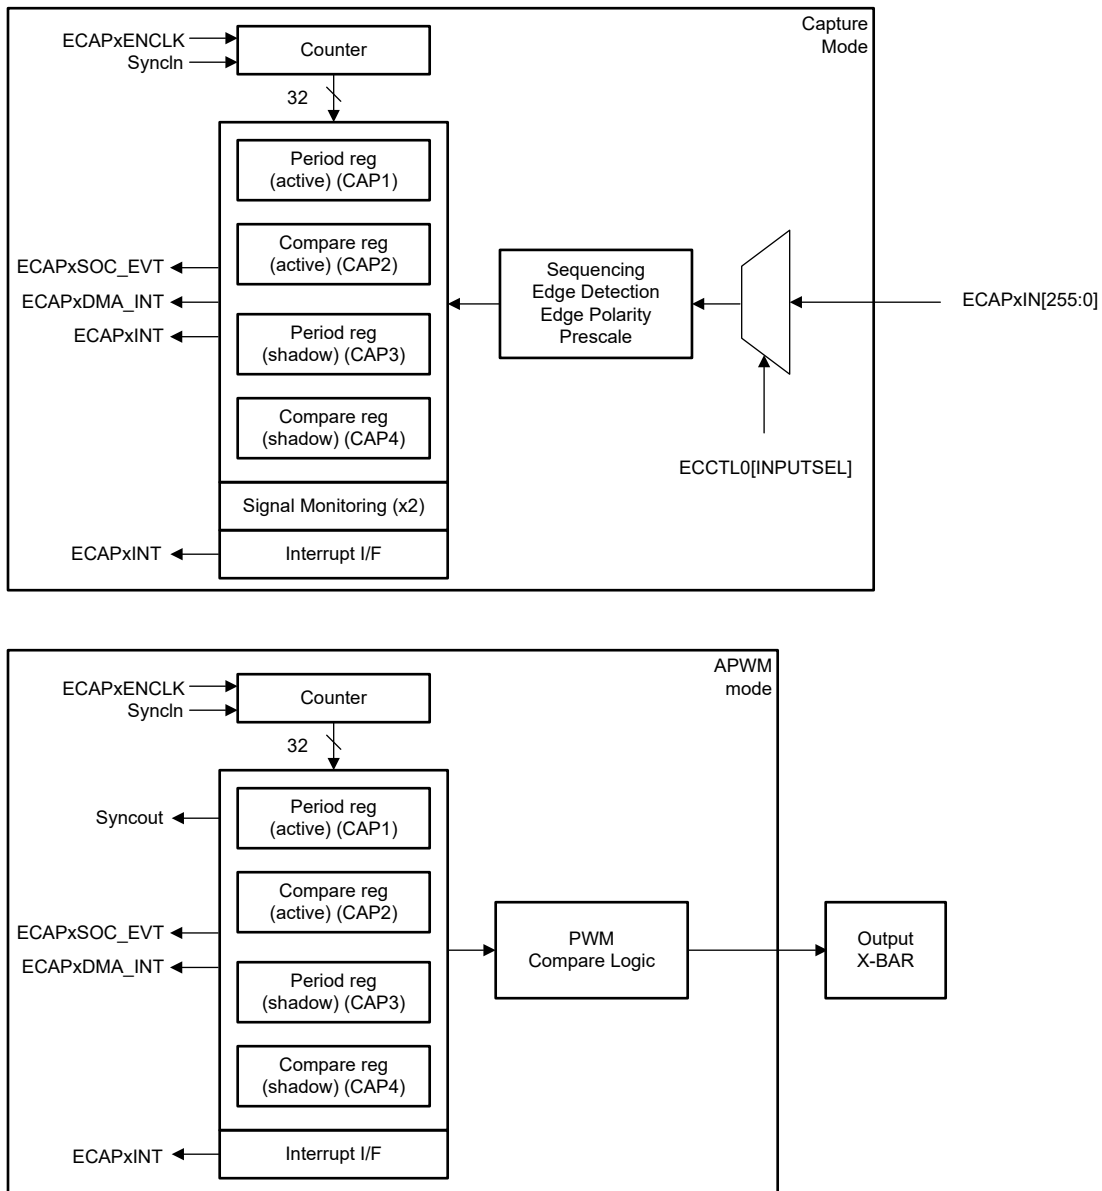 Capture
Mode
ECAPxENCLK
SyncIn
Counter
32
Period reg
(active) (CAP1)
Compare reg
(active) (CAP2)
ECAPxSOC_EVT
ECAPxDMA_INT
ECAPxINT
Period reg
(shadow) (CAP3)
Compare reg
(shadow) (CAP4)
Signal Monitoring (x2)
ECAPxINT
Interrupt I/F
Sequencing
Edge Detection
Edge Polarity
Prescale
ECAPxIN[255:0]
ECCTL0[INPUTSEL]
APWM
mode
ECAPxENCLK
SyncIn
Counter
32
Syncout
Period reg
(active) (CAP1)
Compare reg
(active) (CAP2)
ECAPxSOC_EVT
ECAPxDMA_INT
Period reg
(shadow) (CAP3)
Compare reg
(shadow) (CAP4)
ECAPxINT
Interrupt I/F
PWM
Compare Logic
Output
X-BAR